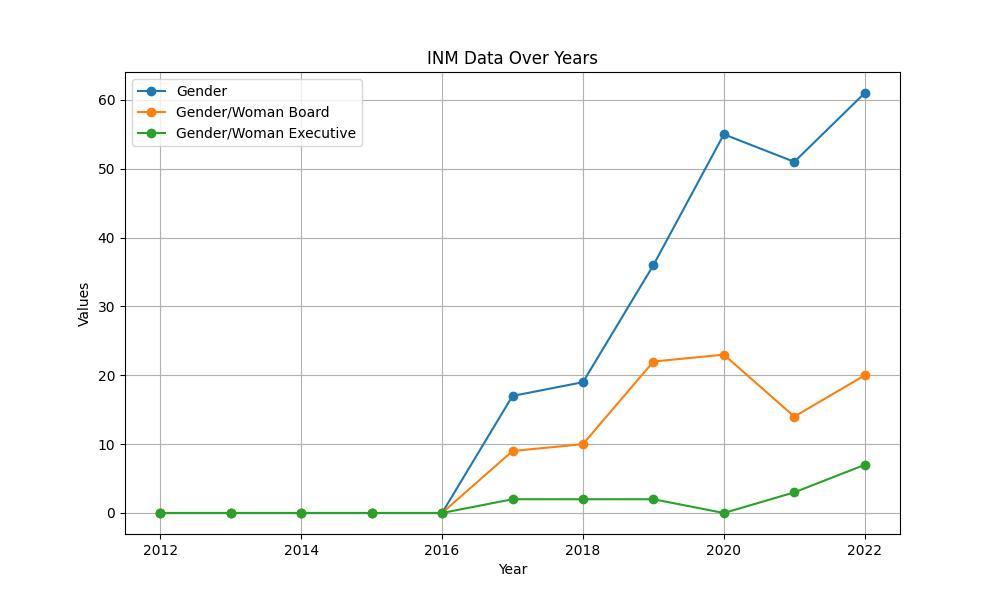 INM Data Over Years
Gender
Gender/Woman Board
Gender/Woman Executive
60
50
40
30
20
10
0
Values
2012
2014
2016
2018
2020
2022
Year